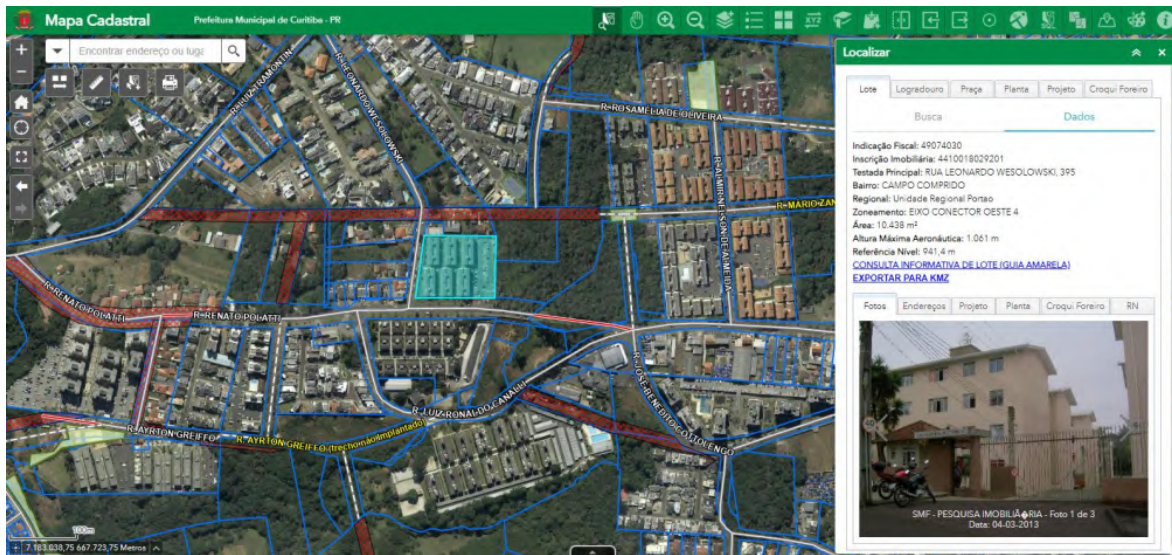 Mapa Cadastral
Prefeitura Municipal de Curitiba - PR
XYZ
Encontrar endereço ou luga
R. LUIZ TRAMONTIN
R. LEONARDO WESOLOWSKI
R. ROSAMELIA DE OLIVEIRA
R. ALMIR NELSON DE ALMEIDA
R. MARIO ZAN
R. RENATO POLATTI
R. RENATO POLATTI
R. LUIZ RONALDO CANALLI
R. JOSE BENEDITO COTTOLENGO
R. AYRTON GREIFFO
R. AYRTON GREIFFO (trecho não implantado)
100m
7.183.038,75 667.723,75 Metros
Localizar
Lote
Logradouro
Praça
Planta
Projeto
Croqui Foreiro
Busca
Dados
Indicação Fiscal: 49074030
Inscrição Imobiliária: 4410018029201
Testada Principal: RUA LEONARDO WESOLOWSKI, 395
Bairro: CAMPO COMPRIDO
Regional: Unidade Regional Portao
Zoneamento: EIXO CONECTOR OESTE 4
Área: 10.438 m²
Altura Máxima Aeronáutica: 1.061 m
Referência Nível: 941,4 m
CONSULTA INFORMATIVA DE LOTE (GUIA AMARELA)
EXPORTAR PARA KMZ
Fotos
Endereços
Projeto
Planta
Croqui Foreiro
RN
SMF - PESQUISA IMOBILIÁ�RIA - Foto 1 de 3
Data: 04-03-2013